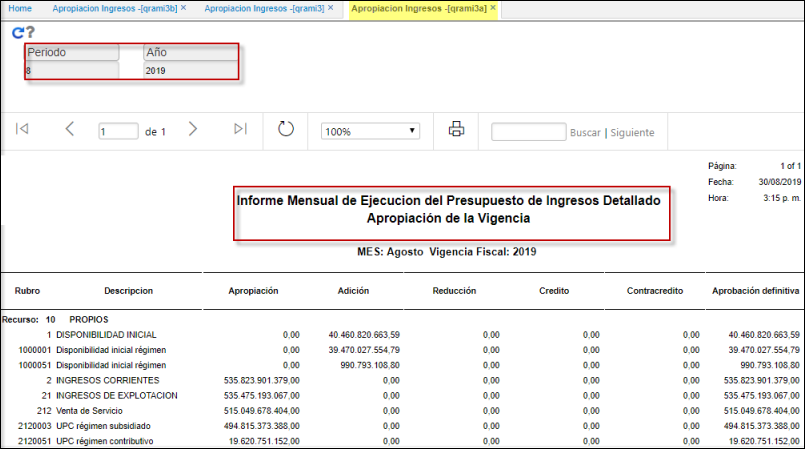 Home Apropiacion Ingresos -[qrami3b] × Apropiacion Ingresos -[qrami3] × Apropiacion Ingresos -[qrami3a] ×
?
Periodo Año
8 2019
1 de 1 100% Buscar | Siguiente
Página: 1 of 1
Fecha: 30/08/2019
Hora: 3:15 p. m.
Informe Mensual de Ejecucion del Presupuesto de Ingresos Detallado
Apropiación de la Vigencia
MES: Agosto Vigencia Fiscal: 2019
Rubro Descripcion Apropiación Adición Reducción Credito Contracredito Aprobación definitiva
Recurso: 10 PROPIOS
1 DISPONIBILIDAD INICIAL 0,00 40.460.820.663,59 0,00 0,00 0,00 40.460.820.663,59
1000001 Disponibilidad inicial régimen 0,00 39.470.027.554,79 0,00 0,00 0,00 39.470.027.554,79
1000051 Disponibilidad inicial régimen 0,00 990.793.108,80 0,00 0,00 0,00 990.793.108,80
2 INGRESOS CORRIENTES 535.823.901.379,00 0,00 0,00 0,00 0,00 535.823.901.379,00
21 INGRESOS DE EXPLOTACION 535.475.193.067,00 0,00 0,00 0,00 0,00 535.475.193.067,00
212 Venta de Servicio 515.049.678.404,00 0,00 0,00 0,00 0,00 515.049.678.404,00
2120003 UPC régimen subsidiado 494.815.373.388,00 0,00 0,00 0,00 0,00 494.815.373.388,00
2120051 UPC régimen contributivo 19.620.751.152,00 0,00 0,00 0,00 0,00 19.620.751.152,00